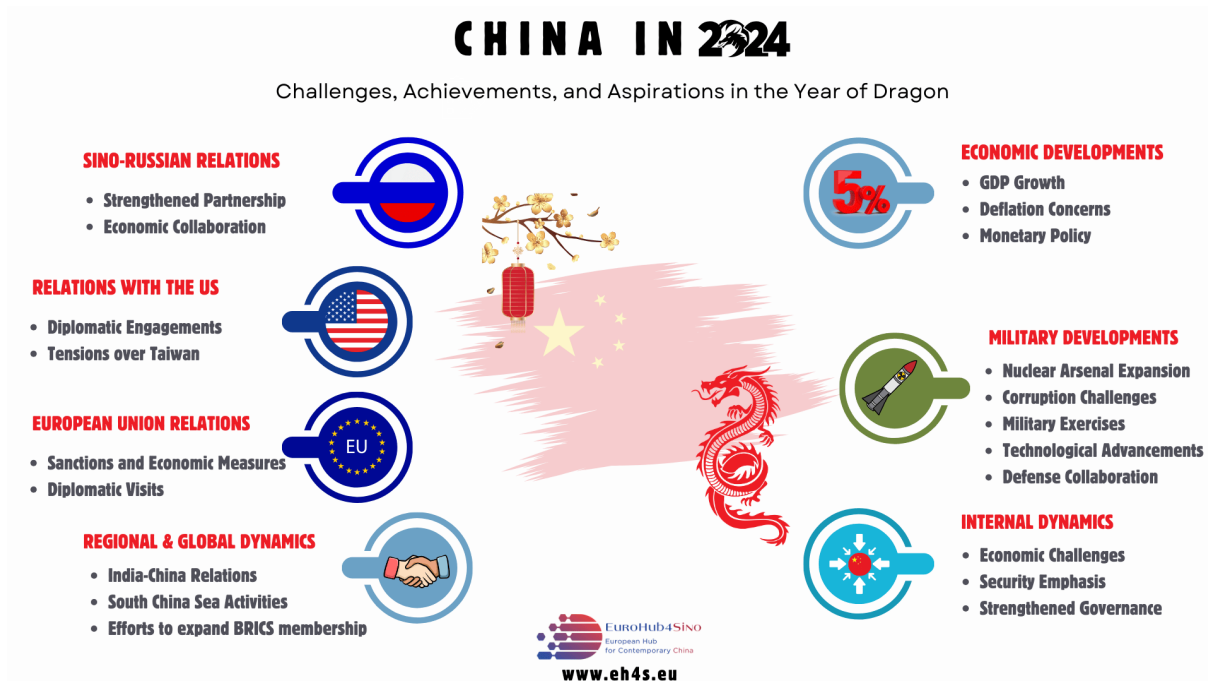 CHINA IN 2024
Challenges, Achievements, and Aspirations in the Year of Dragon
SINO-RUSSIAN RELATIONS
• Strengthened Partnership
• Economic Collaboration
RELATIONS WITH THE US
• Diplomatic Engagements
• Tensions over Taiwan
EUROPEAN UNION RELATIONS
• Sanctions and Economic Measures
• Diplomatic Visits
EU
REGIONAL & GLOBAL DYNAMICS
• India-China Relations
• South China Sea Activities
• Efforts to expand BRICS membership
5%
ECONOMIC DEVELOPMENTS
• GDP Growth
• Deflation Concerns
• Monetary Policy
MILITARY DEVELOPMENTS
• Nuclear Arsenal Expansion
• Corruption Challenges
• Military Exercises
• Technological Advancements
• Defense Collaboration
INTERNAL DYNAMICS
• Economic Challenges
• Security Emphasis
• Strengthened Governance
EuroHub4Sino
European Hub
for Contemporary China
www.eh4s.eu